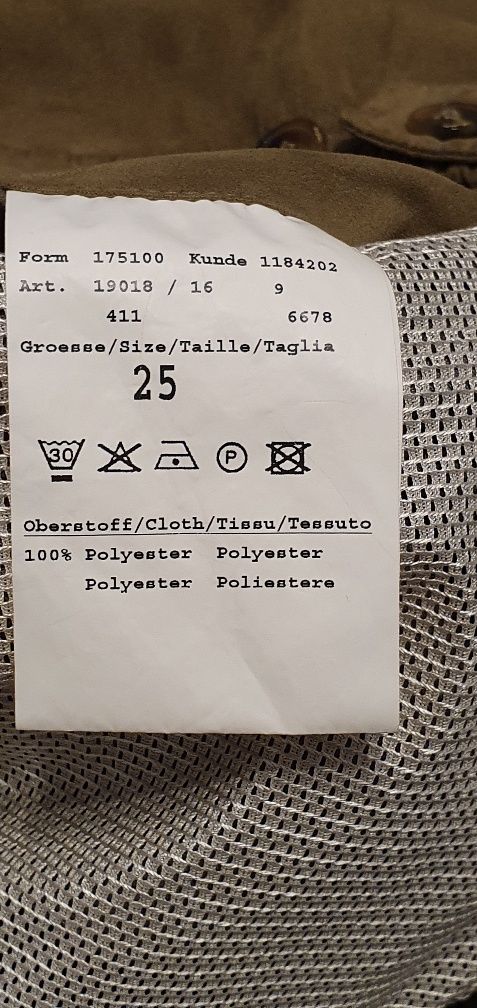 Form 175100 Kunde 1184202
Art. 19018 / 16 9
411 6678
Groesse/Size/Taille/Taglia
25
30 P
Oberstoff/Cloth/Tissu/Tessuto
100% Polyester Polyester
Polyester Poliestere